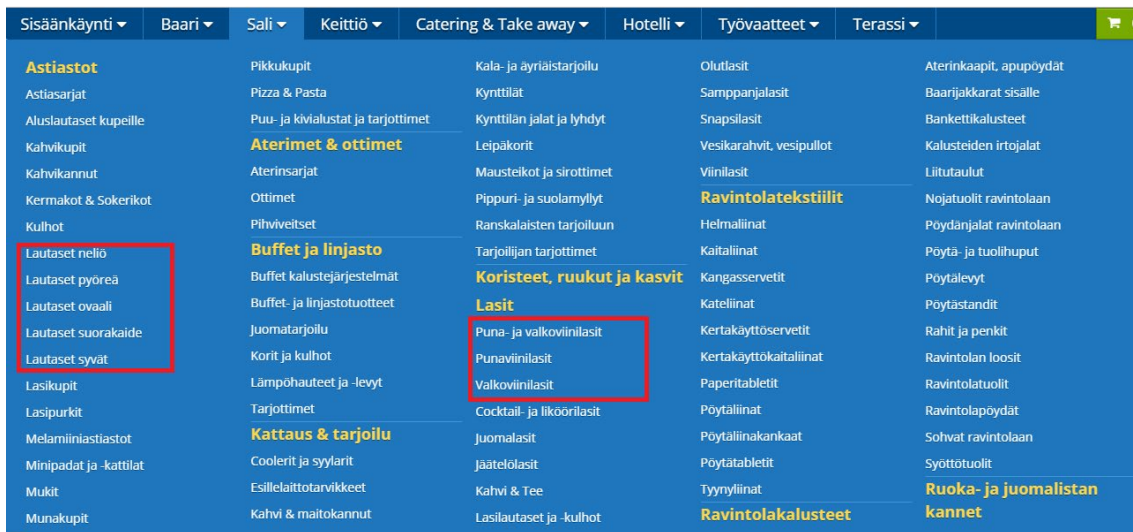 Sisäänkäynti Baari Sali Keittiö Catering & Take away Hotelli Työvaatteet Terassi
Astiastot
Astiasarjat
Aluslautaset kupeille
Kahvikupit
Kahvikannut
Kermakot & Sokerikot
Kulhot
Lautaset neliö
Lautaset pyöreä
Lautaset ovaali
Lautaset suorakaide
Lautaset syvät
Lasikupit
Lasipurkit
Melamiiniastiastot
Minipadat ja -kattilat
Mukit
Munakupit
Pikkukupit
Pizza & Pasta
Puu- ja kivialustat ja tarjottimet
Aterimet & ottimet
Aterinsarjat
Ottimet
Pihviveitset
Buffet ja linjasto
Buffet kalustejärjestelmät
Buffet- ja linjastotuotteet
Juomatarjoilu
Korit ja kulhot
Lämpöhauteet ja -levyt
Tarjottimet
Kattaus & tarjoilu
Coolerit ja syylarit
Esillelaittotarvikkeet
Kahvi & maitokannut
Kala- ja äyriäistarjoilu
Kynttilät
Kynttilän jalat ja lyhdyt
Leipäkorit
Mausteikot ja sirottimet
Pippuri- ja suolamyllyt
Ranskalaisten tarjoiluun
Tarjoilijan tarjottimet
Koristeet, ruukut ja kasvit
Lasit
Puna- ja valkoviinilasit
Punaviinilasit
Valkoviinilasit
Cocktail- ja liköörilasit
Juomalasit
Jäätelölasit
Kahvi & Tee
Lasilautaset ja -kulhot
Olutlasit
Samppanjalasit
Snapsilasit
Vesikarahvit, vesipullot
Viinilasit
Ravintolatekstiilit
Helmaliinat
Kaitaliinat
Kangasservetit
Kateliinat
Kertakäyttöservetit
Kertakäyttökaitaliinat
Paperitabletit
Pöytäliinat
Pöytäliinakankaat
Pöytätabletit
Tyynyliinat
Ravintolakalusteet
Aterinkaapit, apupöydät
Baarijakkarat sisälle
Bankettikalusteet
Kalusteiden irtojalat
Liitutaulut
Nojatuolit ravintolaan
Pöydänjalat ravintolaan
Pöytä- ja tuolihuput
Pöytälevyt
Pöytästandit
Rahit ja penkit
Ravintolan loosit
Ravintolatuolit
Ravintolapöydät
Sohvat ravintolaan
Syöttötuolit
Ruoka- ja juomalistan
kannet